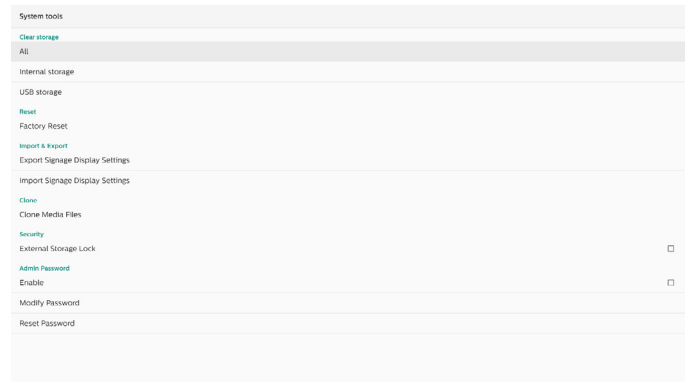 System tools
Clear storage
All
Internal storage
USB storage
Reset
Factory Reset
Import & Export
Export Signage Display Settings
Import Signage Display Settings
Clone
Clone Media Files
Security
External Storage Lock
Admin Password
Enable
Modify Password
Reset Password